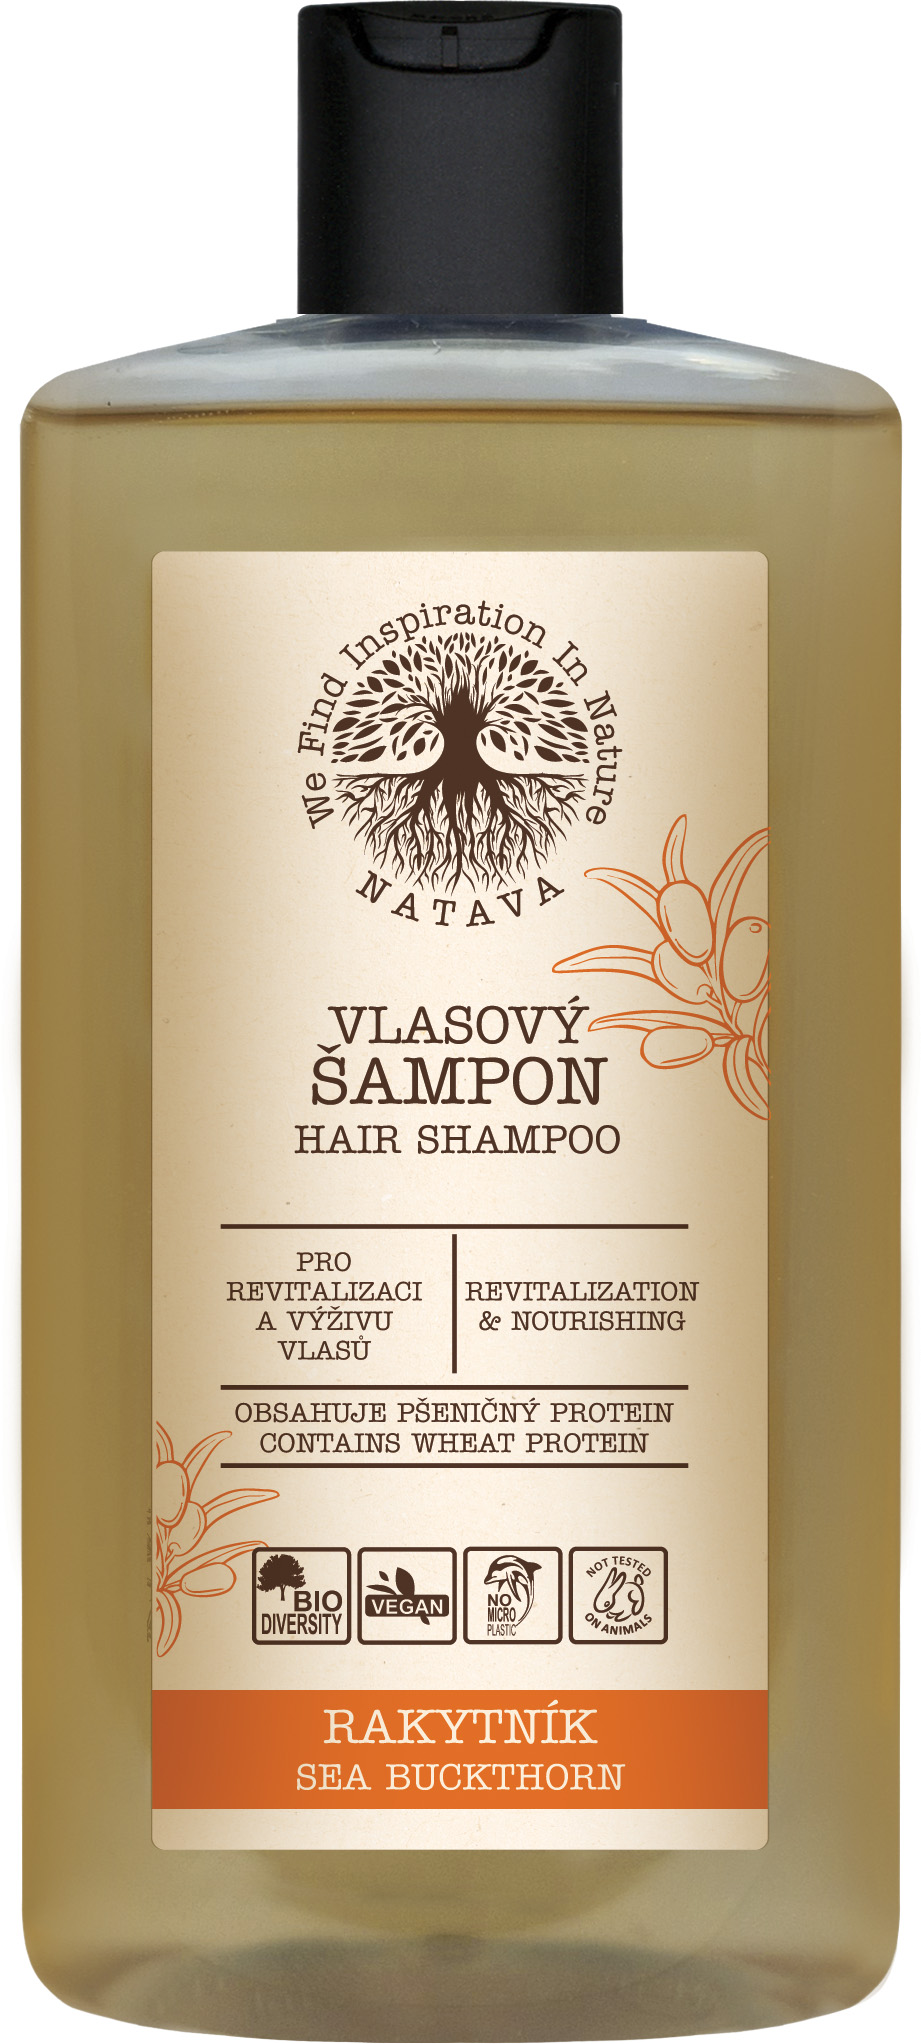 We Find Inspiration In Nature
NATAVA
VLASOVÝ
ŠAMPON
HAIR SHAMPOO
PRO
REVITALIZACI
A VÝŽIVU
VLASŮ
REVITALIZATION
& NOURISHING
OBSAHUJE PŠENIČNÝ PROTEIN
CONTAINS WHEAT PROTEIN
BIO
DIVERSITY
VEGAN
NO
MICRO
PLASTIC
NOT TESTED
ON ANIMALS
RAKYTNÍK
SEA BUCKTHORN